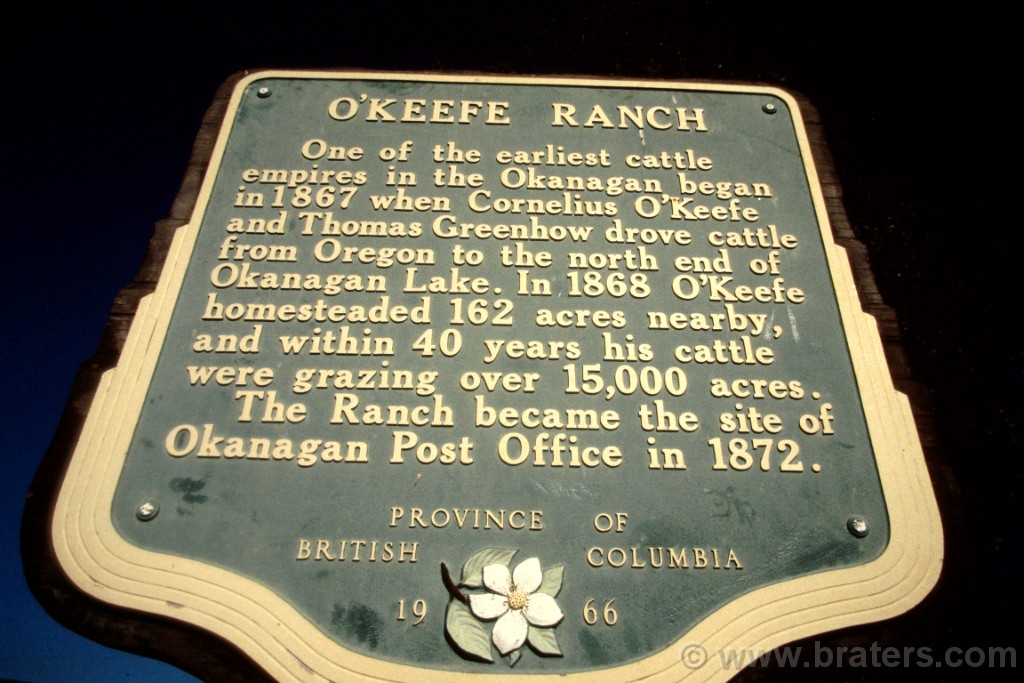 O'KEEFE RANCH
One of the earliest cattle
empires in the Okanagan began
in 1867 when Cornelius O'Keefe
and Thomas Greenhow drove cattle
from Oregon to the north end of
Okanagan Lake. In 1868 O'Keefe
homesteaded 162 acres nearby,
and within 40 years his cattle
were grazing over 15,000 acres.
The Ranch became the site of
Okanagan Post Office in 1872.
PROVINCE OF
BRITISH COLUMBIA
19 66
© www.braters.com